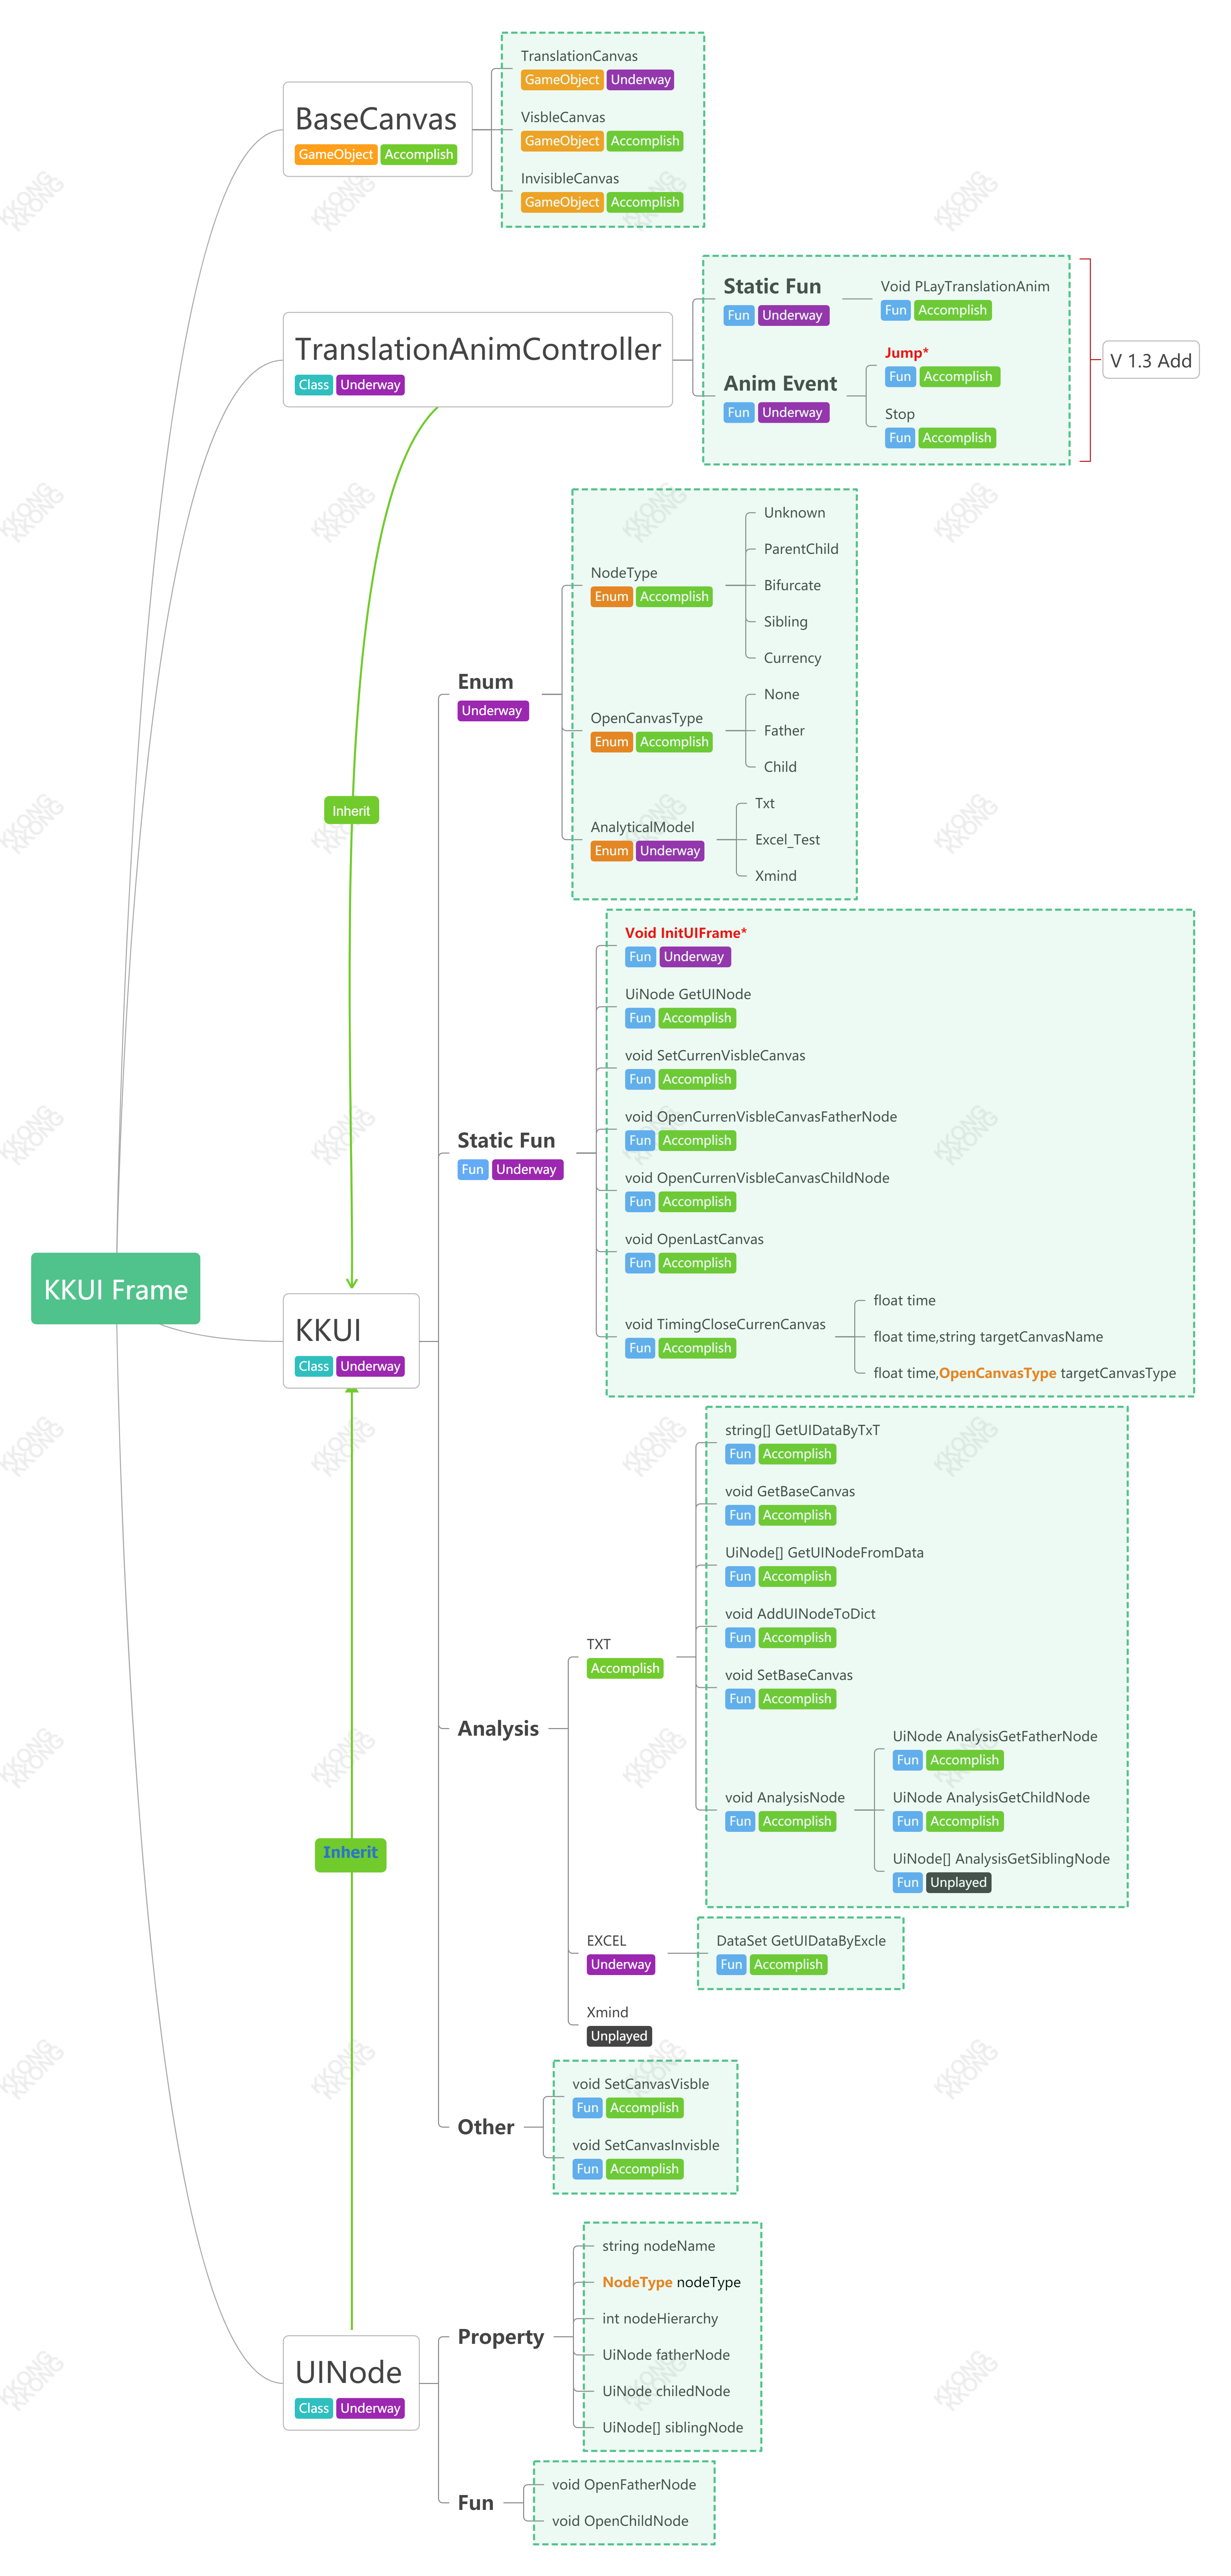 TranslationCanvas
GameObject Underway
BaseCanvas
GameObject Accomplish
VisbleCanvas
GameObject Accomplish
InvisibleCanvas
GameObject Accomplish
TranslationAnimController
Class Underway
Static Fun
Fun Underway
Void PLayTranslationAnim
Fun Accomplish
Anim Event
Fun Underway
Jump*
Fun Accomplish
Stop
Fun Accomplish
V 1.3 Add
Inherit
KKUI Frame
KKUI
Class Underway
Enum
Underway
NodeType
Enum Accomplish
Unknown
ParentChild
Bifurcate
Sibling
Currency
OpenCanvasType
Enum Accomplish
None
Father
Child
AnalyticalModel
Enum Underway
Txt
Excel_Test
Xmind
Static Fun
Fun Underway
Void InitUIFrame*
Fun Underway
UiNode GetUINode
Fun Accomplish
void SetCurrenVisbleCanvas
Fun Accomplish
void OpenCurrenVisbleCanvasFatherNode
Fun Accomplish
void OpenCurrenVisbleCanvasChildNode
Fun Accomplish
void OpenLastCanvas
Fun Accomplish
void TimingCloseCurrenCanvas
Fun Accomplish
float time
float time,string targetCanvasName
float time,OpenCanvasType targetCanvasType
Analysis
TXT
Accomplish
string[] GetUIDataByTxT
Fun Accomplish
void GetBaseCanvas
Fun Accomplish
UiNode[] GetUINodeFromData
Fun Accomplish
void AddUINodeToDict
Fun Accomplish
void SetBaseCanvas
Fun Accomplish
void AnalysisNode
Fun Accomplish
UiNode AnalysisGetFatherNode
Fun Accomplish
UiNode AnalysisGetChildNode
Fun Accomplish
UiNode[] AnalysisGetSiblingNode
Fun Unplayed
EXCEL
Underway
DataSet GetUIDataByExcle
Fun Accomplish
Xmind
Unplayed
Other
void SetCanvasVisble
Fun Accomplish
void SetCanvasInvisble
Fun Accomplish
Inherit
UINode
Class Underway
Property
string nodeName
NodeType nodeType
int nodeHierarchy
UiNode fatherNode
UiNode chiledNode
UiNode[] siblingNode
Fun
void OpenFatherNode
void OpenChildNode